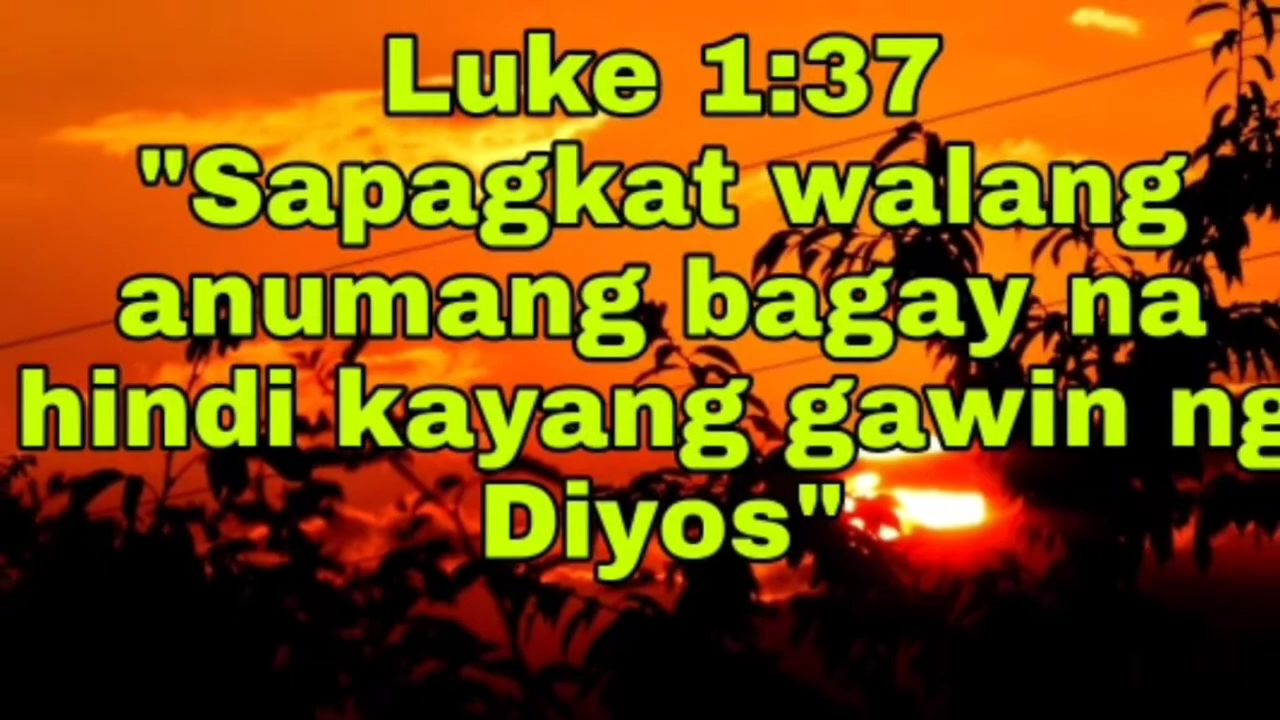 Luke 1:37
"Sapagkat walang
anumang bagay na
hindi kayang gawin ng
Diyos"